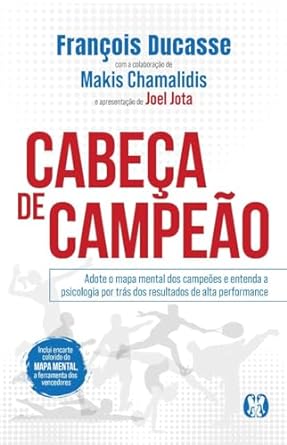 François Ducasse
com a colaboração de
Makis Chamalidis
e apresentação de Joel Jota
CABEÇA
DE CAMPEÃO
Adote o mapa mental dos campeões e entenda a
psicologia por trás dos resultados de alta performance
Inclui encarte
colorido do
MAPA MENTAL,
a ferramenta dos
vencedores